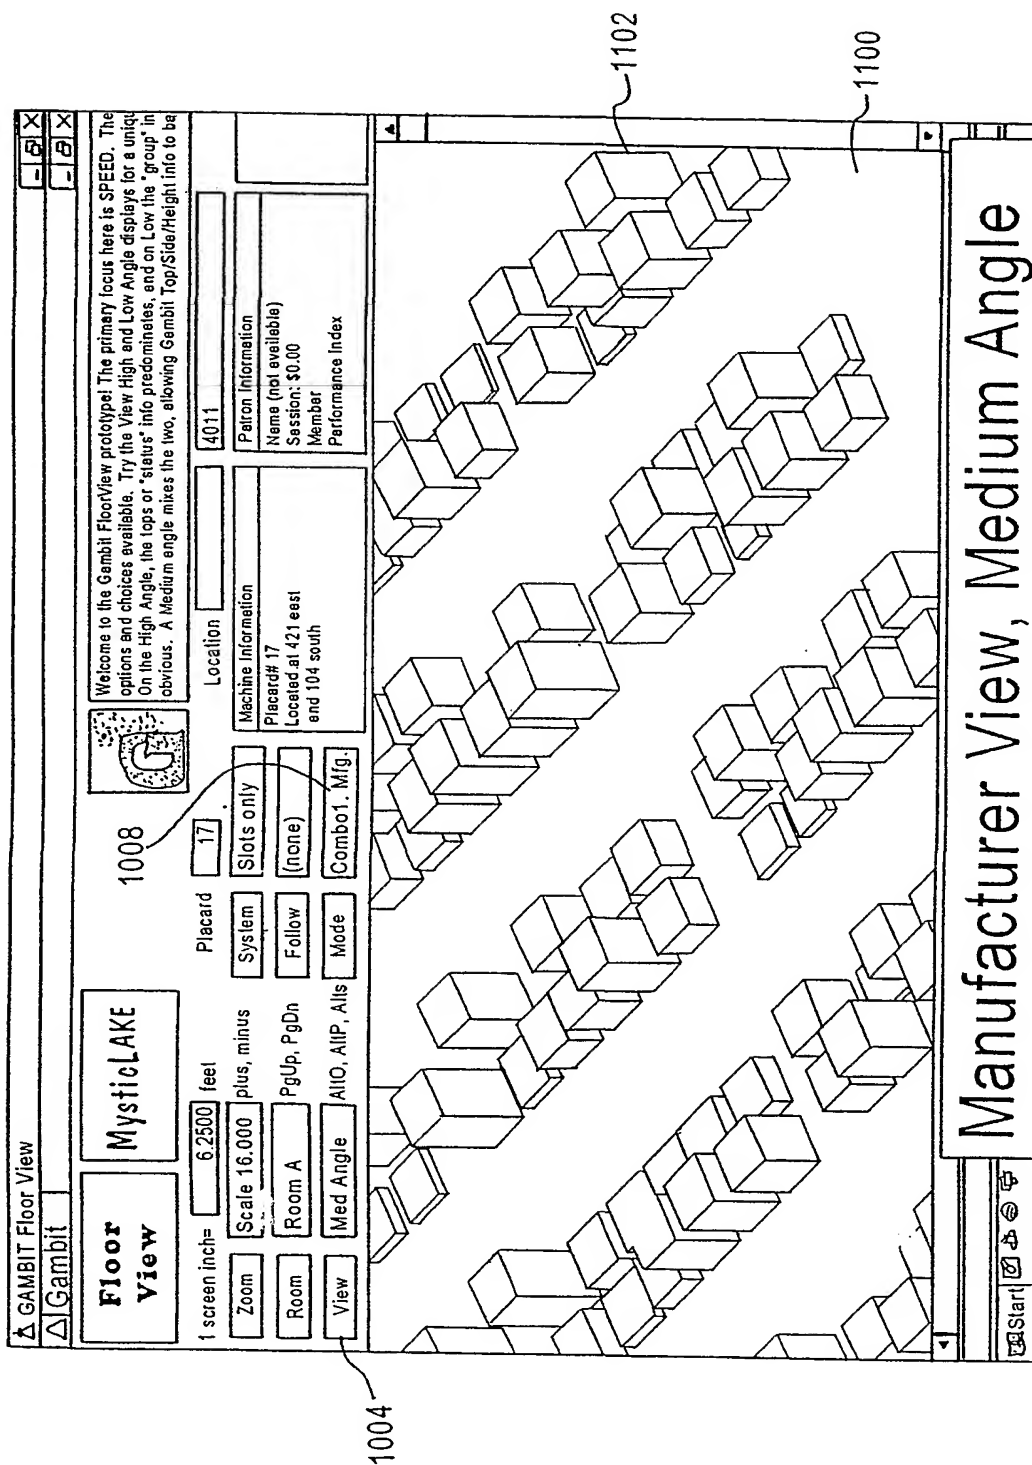 GAMBIT Floor View
Gambit
Floor
View
MysticLAKE
Welcome to the Gambit FloorView prototype! The primary focus here is SPEED. The
options and choices available. Try the View High and Low Angle displays for a uniqu
On the High Angle, the tops or "status" info predominates, and on Low the "group" in
obvious. A Medium angle mixes the two, allowing Gambit Top/Side/Height info to be
1008
1 screen inch= 6.2500 feet
Placard 17
Location 4011
Zoom Scale 16.000 plus, minus
System Slots only
Room Room A PgUp, PgDn
Follow (none)
View Med Angle AltO, AltP, Alts
Mode Combo1. Mfg.
Machine Information
Placard# 17
Located at 421 east
and 104 south
Patron Information
Name (not available)
Session: $0.00
Member
Performance Index
1004
1102
1100
Start
Manufacturer View, Medium Angle